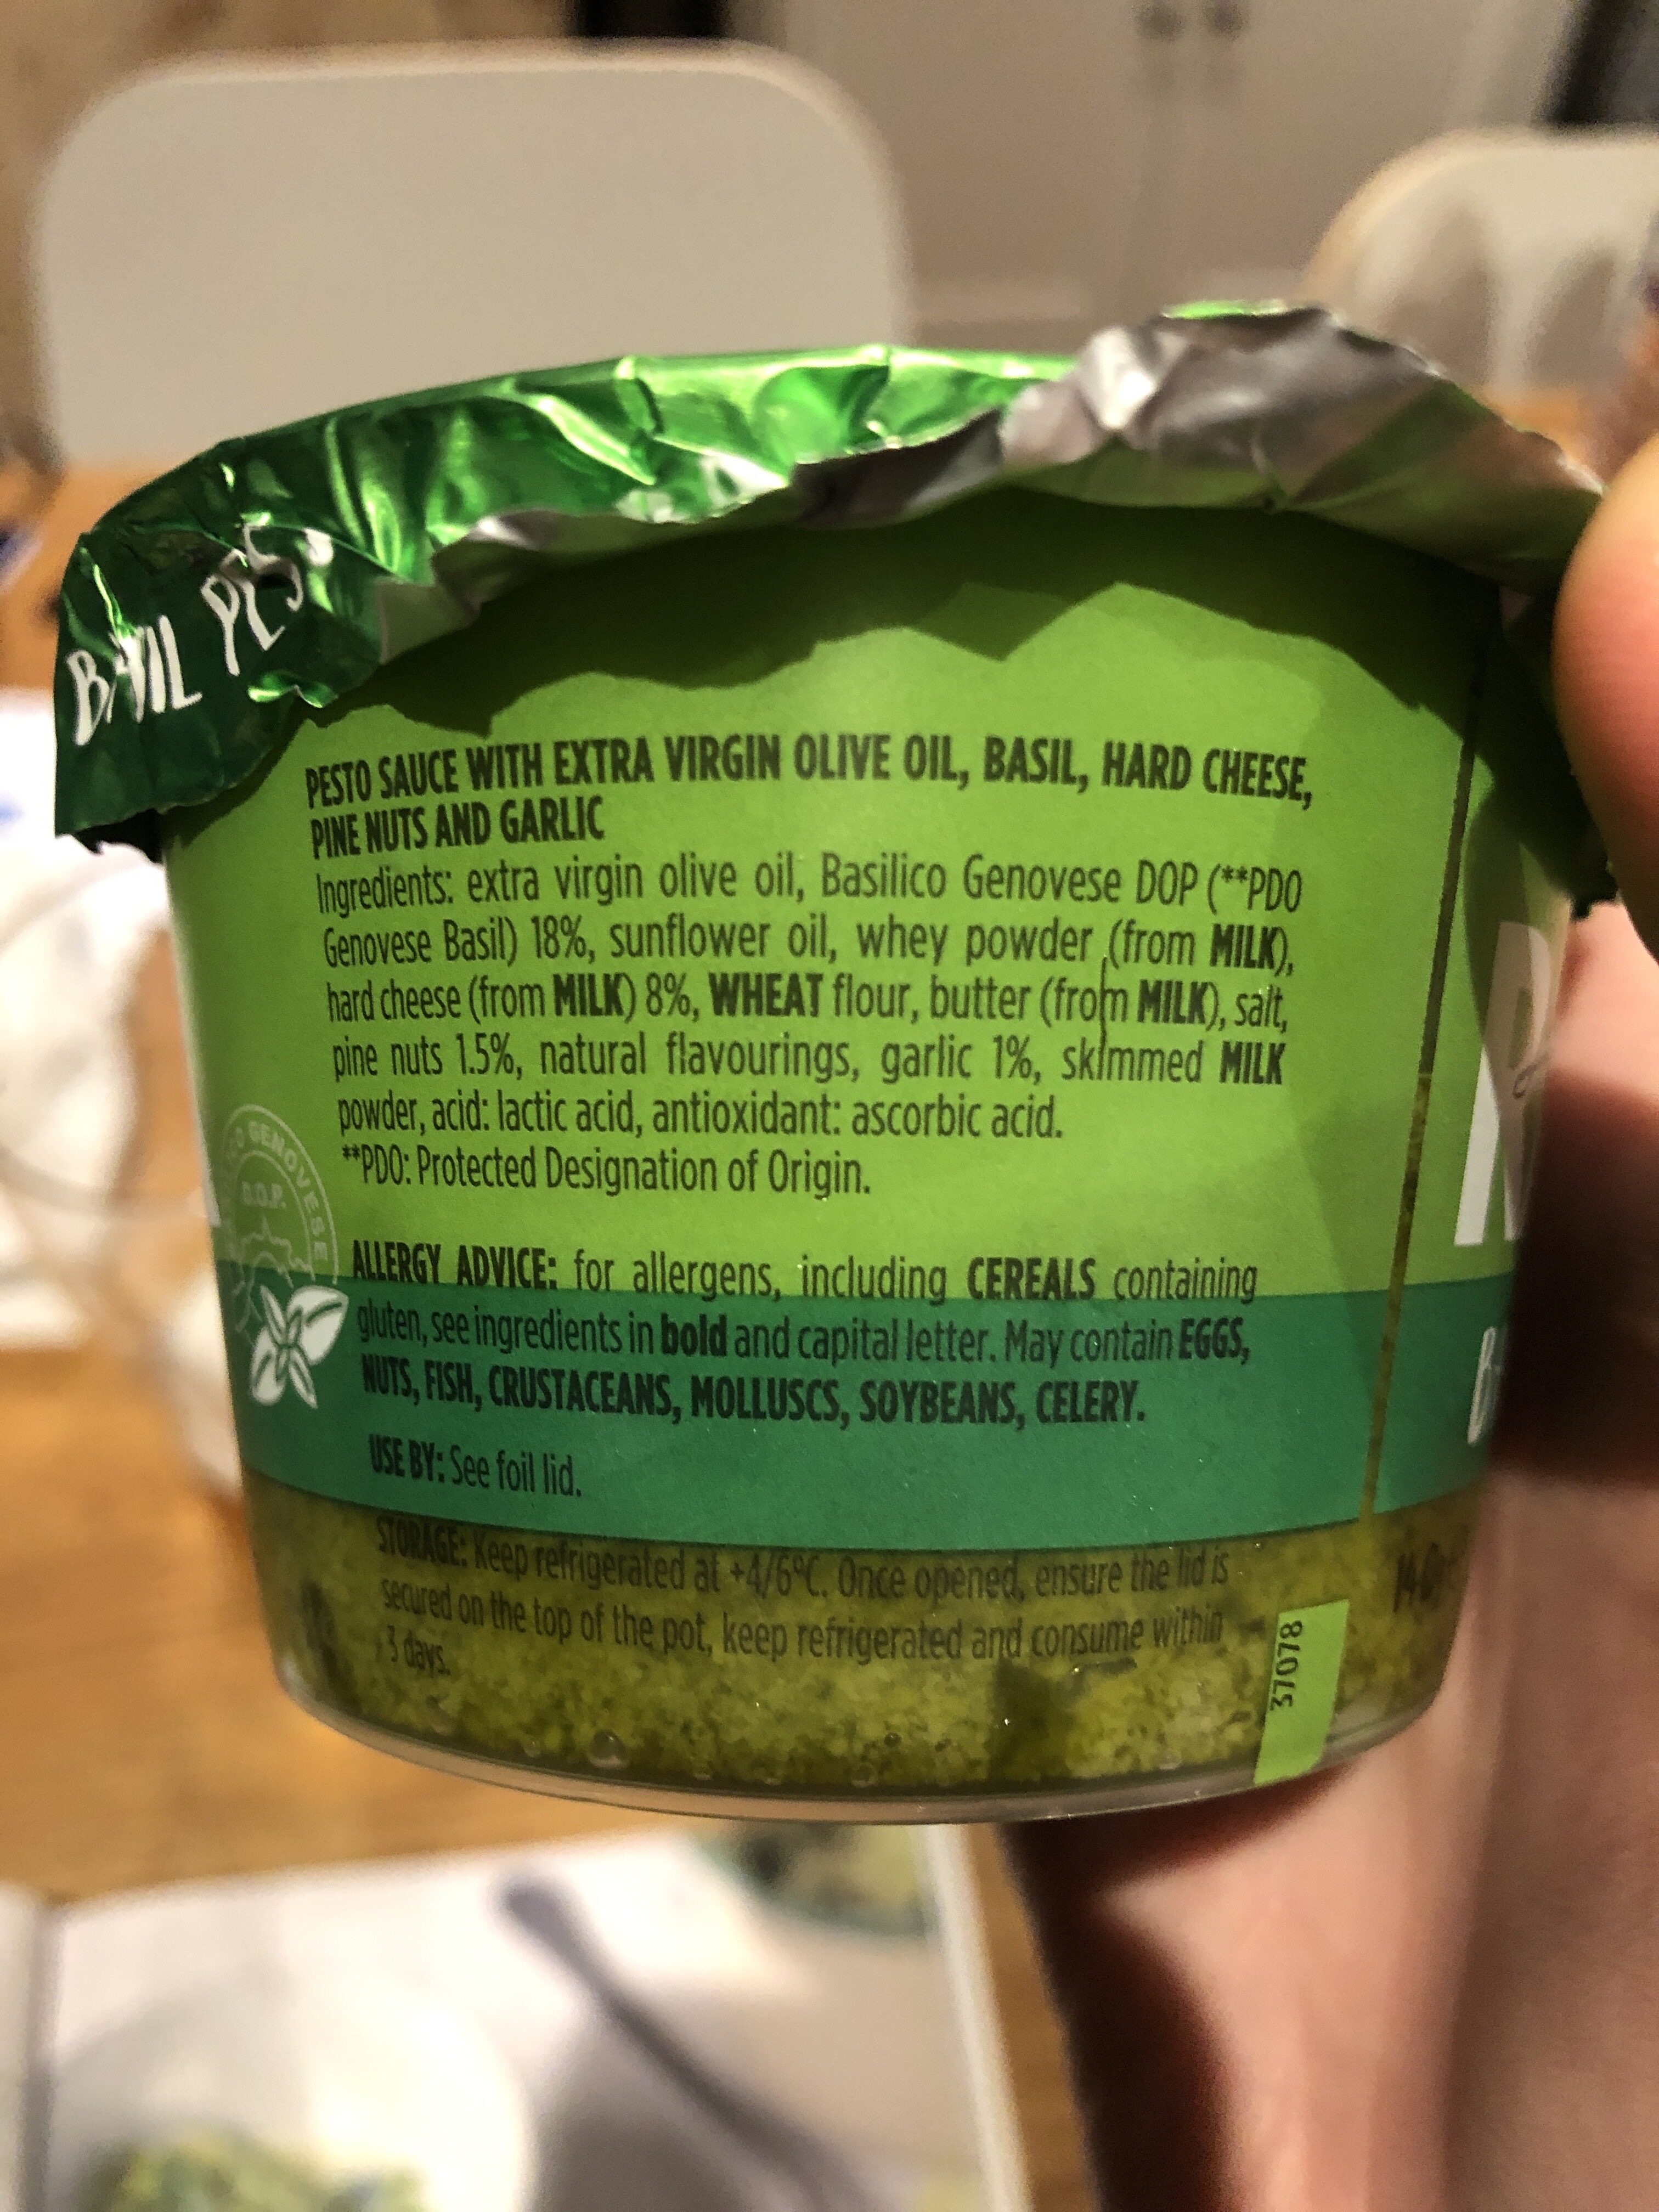 BASIL PEST
PESTO SAUCE WITH EXTRA VIRGIN OLIVE OIL, BASIL, HARD CHEESE,
PINE NUTS AND GARLIC
Ingredients: extra virgin olive oil, Basilico Genovese DOP (**PDO
Genovese Basil) 18%, sunflower oil, whey powder (from MILK),
hard cheese (from MILK) 8%, WHEAT flour, butter (from MILK), salt,
pine nuts 1.5%, natural flavourings, garlic 1%, skimmed MILK
powder, acid: lactic acid, antioxidant: ascorbic acid.
**PDO: Protected Designation of Origin.
GENOVESE
D.O.P.
ALLERGY ADVICE: for allergens, including CEREALS containing
gluten, see ingredients in bold and capital letter. May contain EGGS,
NUTS, FISH, CRUSTACEANS, MOLLUSCS, SOYBEANS, CELERY.
USE BY: See foil lid.
STORAGE: Keep refrigerated at +4/6°C. Once opened, ensure the lid is
secured on the top of the pot, keep refrigerated and consume within
3 days.
37078